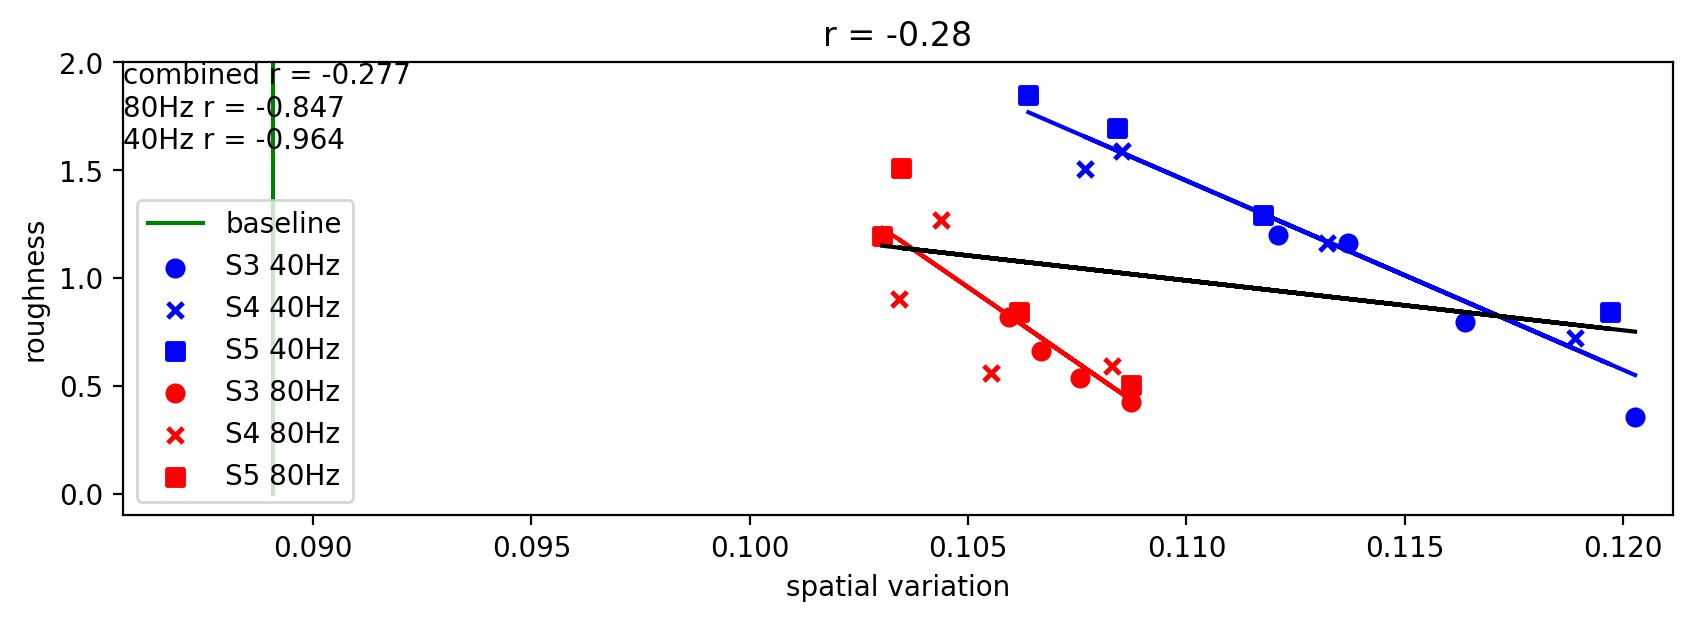 r = -0.28
combined r = -0.277
80Hz r = -0.847
40Hz r = -0.964
baseline
S3 40Hz
S4 40Hz
S5 40Hz
S3 80Hz
S4 80Hz
S5 80Hz
2.0
1.5
1.0
0.5
0.0
roughness
0.090 0.095 0.100 0.105 0.110 0.115 0.120
spatial variation